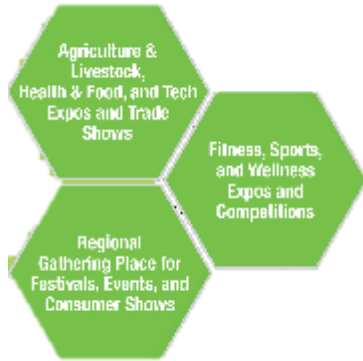 Agriculture &
Livestock,
Health & Food, and Tech
Expos and Trade
Shows
Fitness, Sports,
and Wellness
Expos and
Competitions
Regional
Gathering Place for
Festivals, Events, and
Consumer Shows